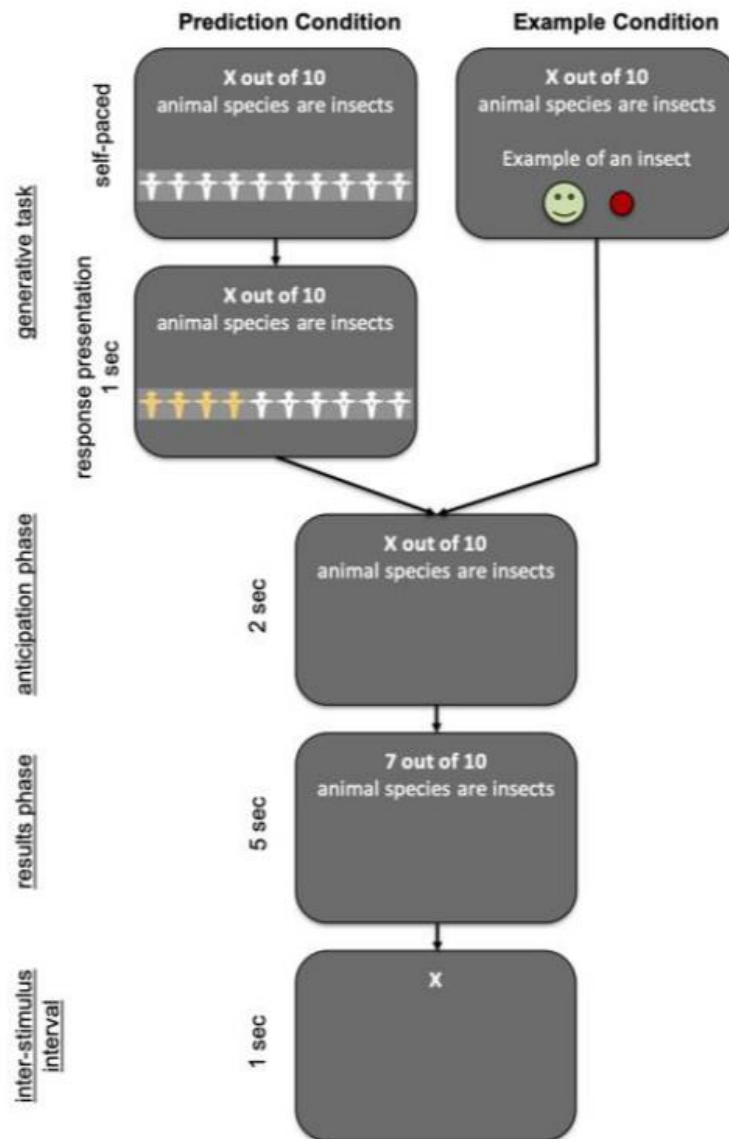 Prediction Condition
Example Condition
generative task
self-paced
X out of 10
animal species are insects
X out of 10
animal species are insects
Example of an insect
response presentation
1 sec
X out of 10
animal species are insects
anticipation phase
2 sec
X out of 10
animal species are insects
results phase
5 sec
7 out of 10
animal species are insects
inter-stimulus
interval
1 sec
X